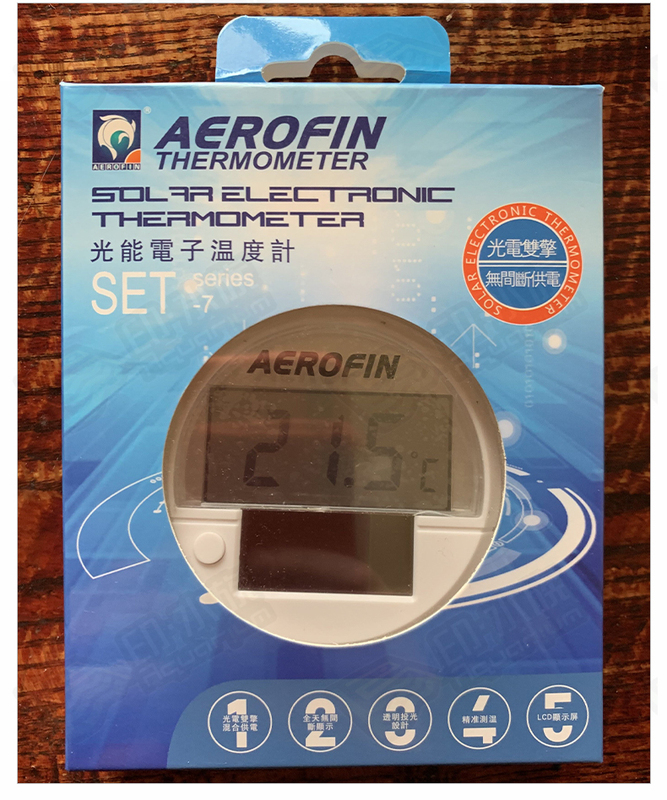 AEROFIN
®
AEROFIN
THERMOMETER
SOLAR ELECTRONIC
THERMOMETER
光能電子温度計
SET series
-7
SOLAR ELECTRONIC THERMOMETER
光電雙擎
無間斷供電
AEROFIN
21.5°C
1
光電雙擎
混合供電
2
全天無間
斷顯示
3
透明投光
設計
4
精准測溫
5
LCD顯示屏